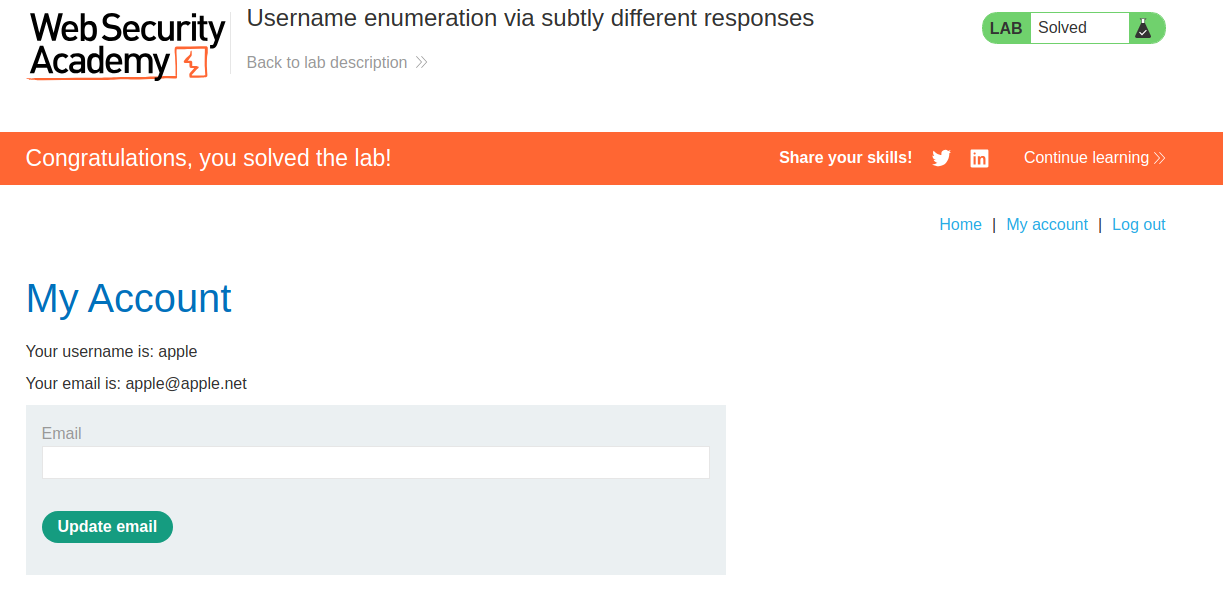 Web Security
Academy
Username enumeration via subtly different responses
Back to lab description
LAB Solved
Congratulations, you solved the lab!
Share your skills!
Continue learning
Home | My account | Log out
My Account
Your username is: apple
Your email is: apple@apple.net
Email
Update email